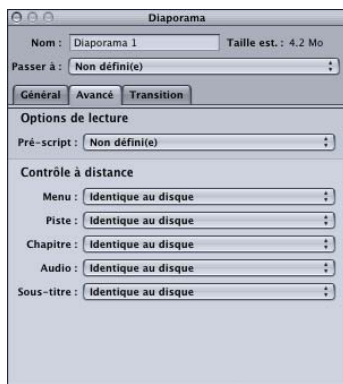 Diaporama
Nom : Diaporama 1 Taille est. : 4.2 Mo
Passer à : Non défini(e)
Général Avancé Transition
Options de lecture
Pré-script : Non défini(e)
Contrôle à distance
Menu : Identique au disque
Piste : Identique au disque
Chapitre : Identique au disque
Audio : Identique au disque
Sous-titre : Identique au disque